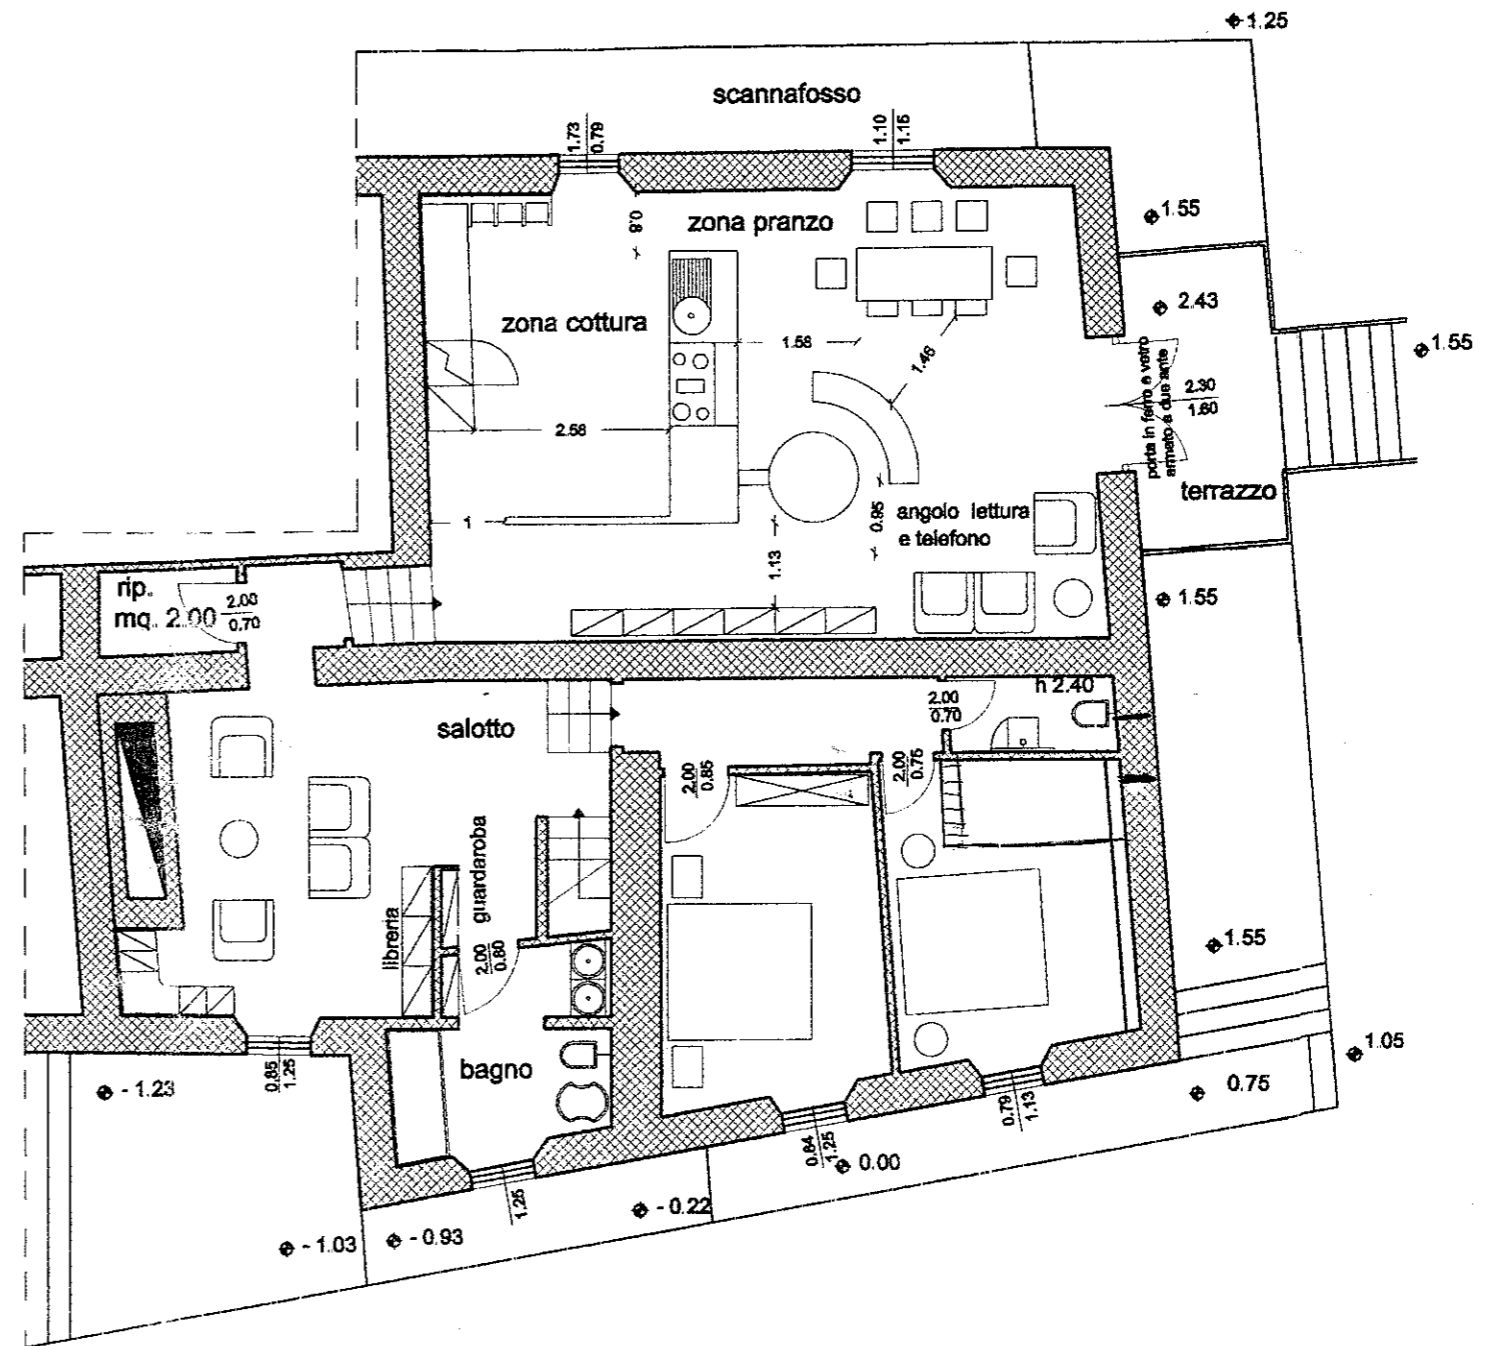 1.25
scannafosso
1.73
0.79
1.10
1.15
1.55
zona pranzo
0.8
2.43
zona cottura
1.58
1.46
1.55
porta in ferro e vetro
armato a due ante
2.30
1.60
2.58
terrazzo
1
0.95
angolo lettura
e telefono
1.13
rip.
mq. 2.00
2.00
0.70
1.55
h 2.40
2.00
0.70
salotto
2.00
0.85
2.00
0.75
guardaroba
libreria
2.00
0.80
1.55
bagno
0.85
1.25
- 1.23
1.05
0.75
0.79
1.13
0.84
1.25
0.00
1.25
- 0.22
- 0.93
- 1.03